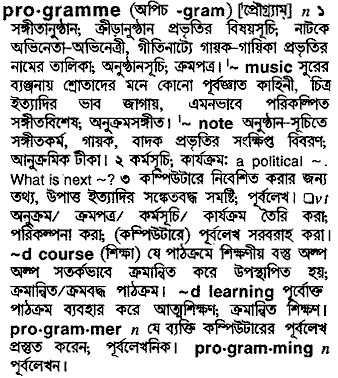 pro·gramme (অপিচ -gram) ['প্রৌগ্র্যাম্] n ১
সঙ্গীতানুষ্ঠান; ক্রীড়ানুষ্ঠান প্রভৃতির বিষয়সূচি; নাটকে
অভিনেতা-অভিনেত্রী, গীতিনাট্যে গায়ক-গায়িকা প্রভৃতির
নামের তালিকা; অনুষ্ঠানসূচি; ক্রমপত্র। '~ music সুরের
ব্যঞ্জনায় শ্রোতাদের মনে কোনো পূর্বজ্ঞাত কাহিনী, চিত্র
ইত্যাদির ভাব জাগায়, এমনভাবে পরিকল্পিত
সঙ্গীতবিশেষ; অনুক্রমসঙ্গীত। '~ note অনুষ্ঠান-সূচিতে
সঙ্গীতকর্ম, গায়ক, বাদক প্রভৃতির সংক্ষিপ্ত বিবরণ;
আনুক্রমিক টীকা। ২ কর্মসূচি; কার্যক্রম: a political ~.
What is next ~? ৩ কম্পিউটারে নিবেশিত করার জন্য
তথ্য, উপাত্ত ইত্যাদির সঙ্কেতবদ্ধ সমষ্টি; পূর্বলেখ। □vt
অনুক্রম/ ক্রমপত্র/ কর্মসূচি/ কার্যক্রম তৈরি করা;
পরিকল্পনা করা; (কম্পিউটারে) পূর্বলেখ সরবরাহ করা।
~d course (শিক্ষা) যে পাঠক্রমে শিক্ষণীয় বস্তু অল্প
অল্প সতর্কভাবে ক্রমান্বিত করে উপস্থাপিত হয়;
ক্রমান্বিত/ক্রমবদ্ধ পাঠক্রম। ~d learning পূর্বোক্ত
পাঠক্রম ব্যবহার করে আত্মশিক্ষণ; ক্রমান্বিত শিক্ষণ।
pro·gram·mer n যে ব্যক্তি কম্পিউটারের পূর্বলেখ
প্রস্তুত করেন; পূর্বলেখনিক। pro·gram·ming n
পূর্বলেখন।